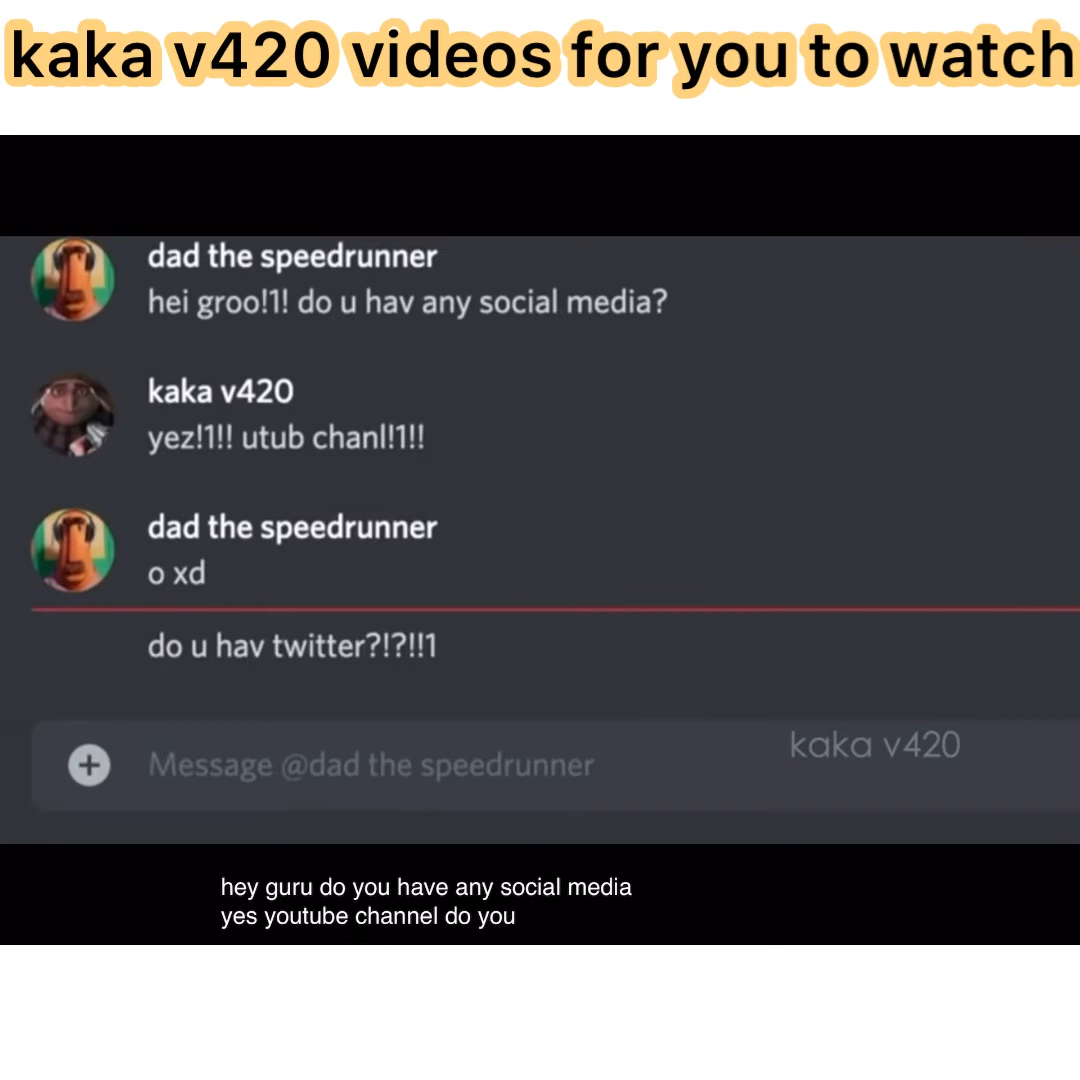 kaka v420 videos for you to watch
dad the speedrunner
hei groo!1! do u hav any social media?
kaka v420
yez!1!! utub chanl!1!!
dad the speedrunner
o xd
do u hav twitter?!?!!1
Message @dad the speedrunner
kaka v420
hey guru do you have any social media
yes youtube channel do you